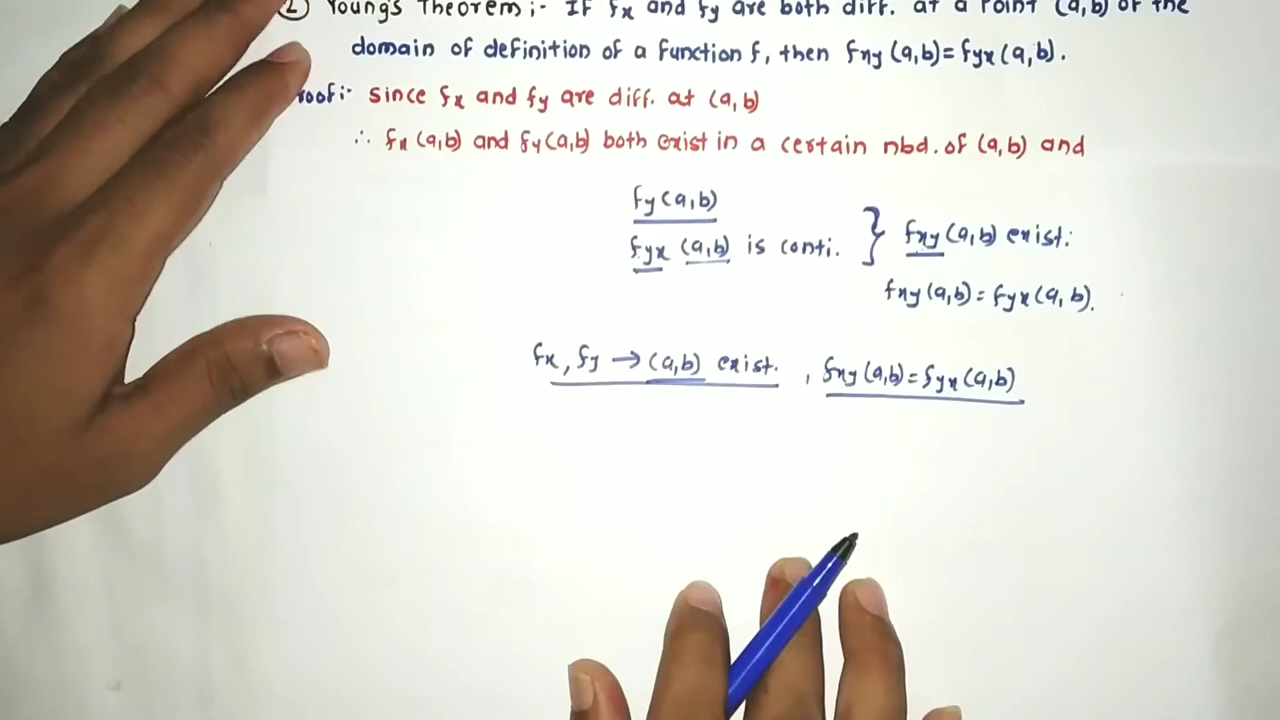 ② Young's Theorem :- If fx and fy are both diff. at a Point (a,b) of the
domain of definition of a function f, then fxy (a,b) = fyx (a,b).
roof:- since fx and fy are diff. at (a,b)
∴ fx (a,b) and fy (a,b) both exist in a certain nbd. of (a,b) and
fy (a,b)
fyx (a,b) is conti. } fxy (a,b) exist.
fxy (a,b) = fyx (a,b).
fx, fy → (a,b) exist. , fxy (a,b) = fyx (a,b)